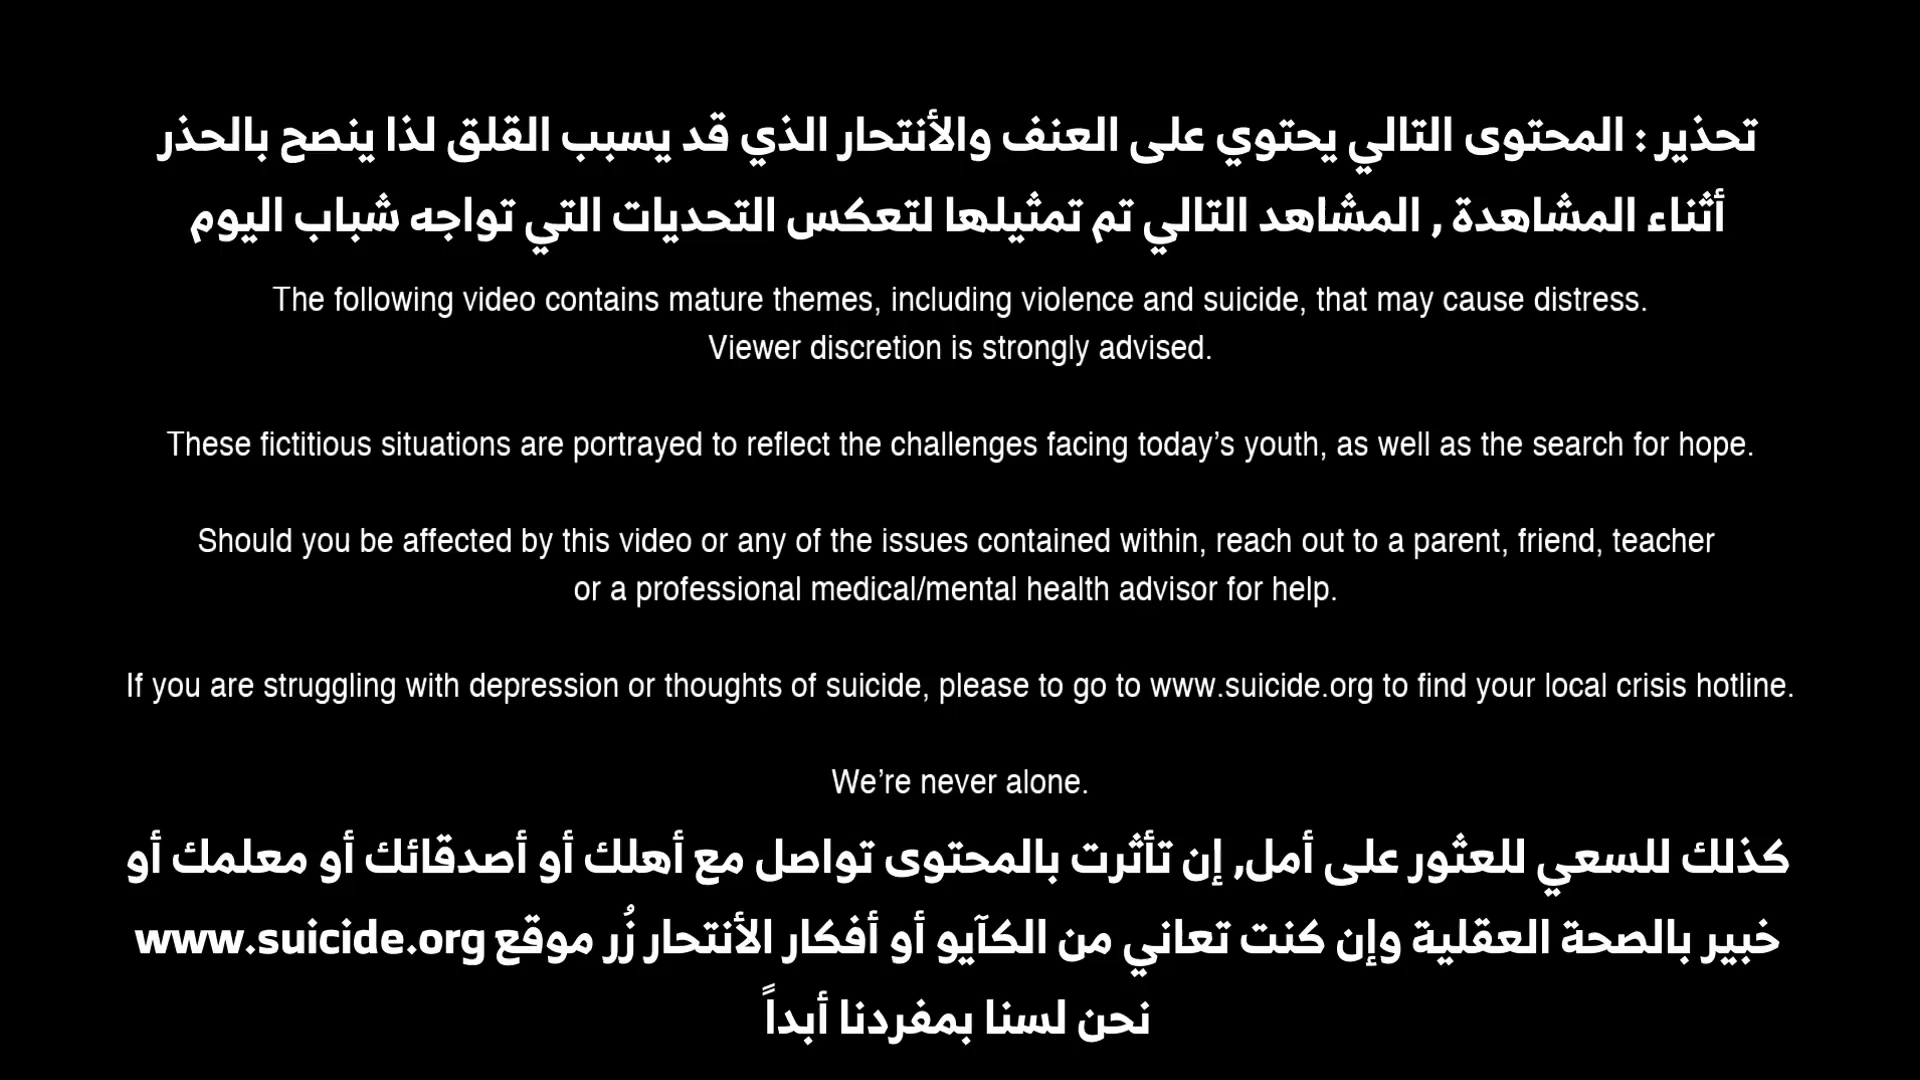 تحذير : المحتوى التالي يحتوي على العنف والأنتحار الذي قد يسبب القلق لذا ينصح بالحذر
أثناء المشاهدة , المشاهد التالي تم تمثيلها لتعكس التحديات التي تواجه شباب اليوم
The following video contains mature themes, including violence and suicide, that may cause distress.
Viewer discretion is strongly advised.
These fictitious situations are portrayed to reflect the challenges facing today’s youth, as well as the search for hope.
Should you be affected by this video or any of the issues contained within, reach out to a parent, friend, teacher
or a professional medical/mental health advisor for help.
If you are struggling with depression or thoughts of suicide, please to go to www.suicide.org to find your local crisis hotline.
We’re never alone.
كذلك للسعي للعثور على أمل, إن تأثرت بالمحتوى تواصل مع أهلك أو أصدقائك أو معلمك أو
خبير بالصحة العقلية وإن كنت تعاني من الكآيو أو أفكار الأنتحار زُر موقع www.suicide.org
نحن لسنا بمفردنا أبداً